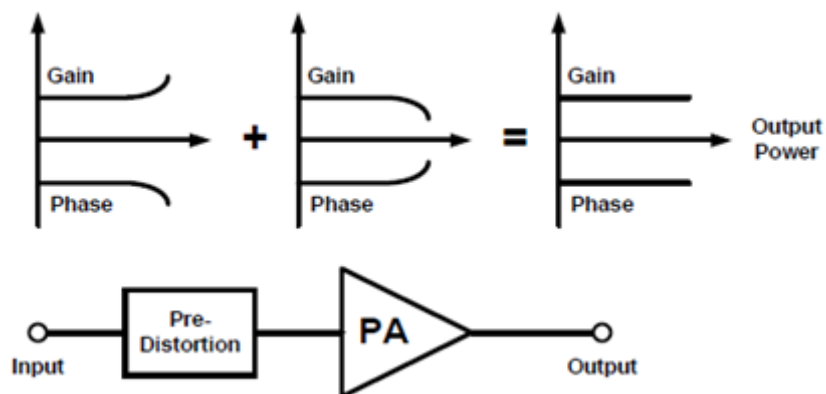 Gain
Phase
+
Gain
Phase
=
Gain
Phase
Output
Power
Input
Pre-
Distortion
PA
Output